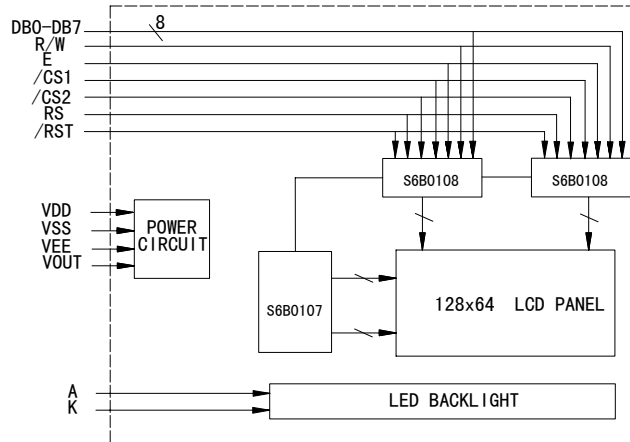 DB0-DB7
8
R/W
E
/CS1
/CS2
RS
/RST
S6B0108
S6B0108
VDD
VSS
VEE
VOUT
POWER
CIRCUIT
S6B0107
128x64 LCD PANEL
A
K
LED BACKLIGHT